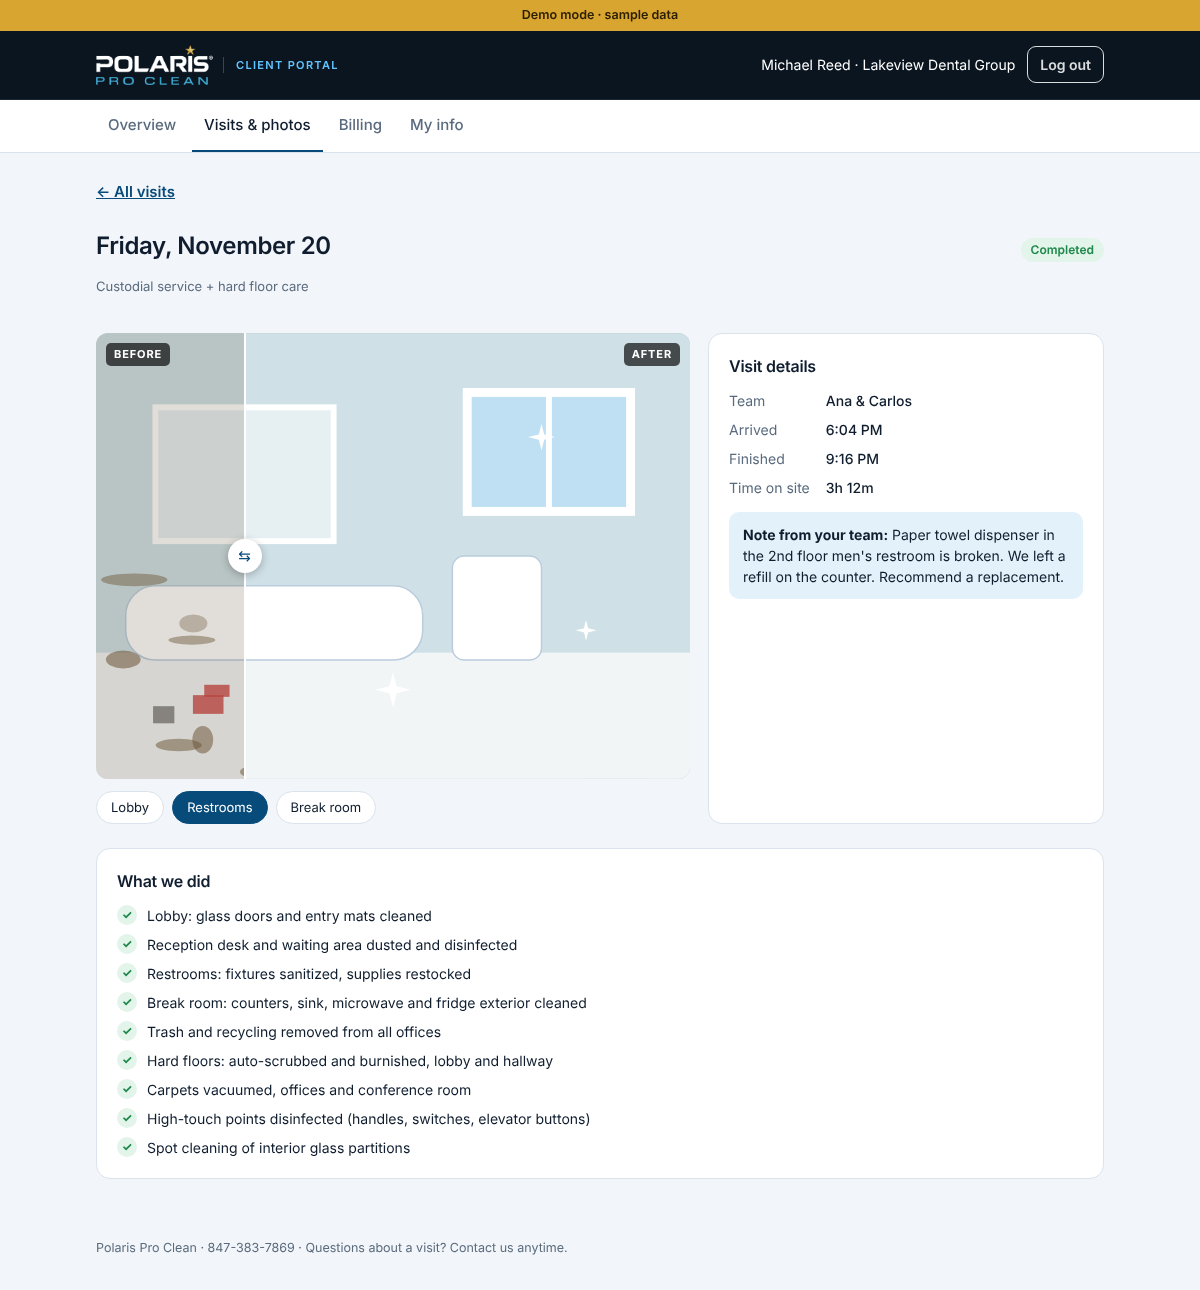 Demo mode · sample data
POLARIS®
PRO CLEAN
CLIENT PORTAL
Michael Reed · Lakeview Dental Group
Log out
Overview
Visits & photos
Billing
My info
← All visits
Friday, November 20
Completed
Custodial service + hard floor care
BEFORE
AFTER
Lobby
Restrooms
Break room
Visit details
Team Ana & Carlos
Arrived 6:04 PM
Finished 9:16 PM
Time on site 3h 12m
Note from your team: Paper towel dispenser in
the 2nd floor men's restroom is broken. We left a
refill on the counter. Recommend a replacement.
What we did
Lobby: glass doors and entry mats cleaned
Reception desk and waiting area dusted and disinfected
Restrooms: fixtures sanitized, supplies restocked
Break room: counters, sink, microwave and fridge exterior cleaned
Trash and recycling removed from all offices
Hard floors: auto-scrubbed and burnished, lobby and hallway
Carpets vacuumed, offices and conference room
High-touch points disinfected (handles, switches, elevator buttons)
Spot cleaning of interior glass partitions
Polaris Pro Clean · 847-383-7869 · Questions about a visit? Contact us anytime.